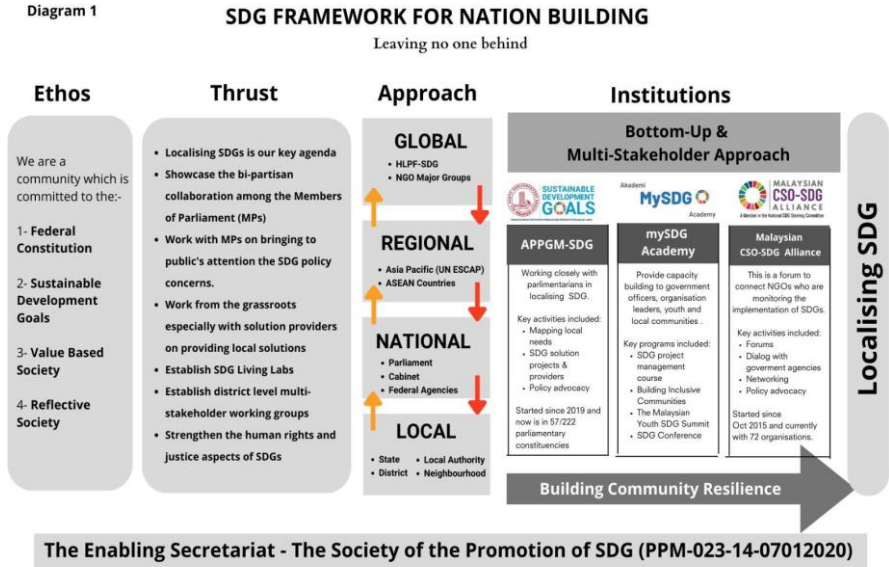 Diagram 1
SDG FRAMEWORK FOR NATION BUILDING
Leaving no one behind
Ethos
We are a
community which is
committed to the:-
1- Federal
Constitution
2- Sustainable
Development
Goals
3- Value Based
Society
4- Reflective
Society
Thrust
• Localising SDGs is our key agenda
• Showcase the bi-partisan
collaboration among the Members
of Parliament (MPs)
• Work with MPs on bringing to
public's attention the SDG policy
concerns.
• Work from the grassroots
especially with solution providers
on providing local solutions
• Establish SDG Living Labs
• Establish district level multi-
stakeholder working groups
• Strengthen the human rights and
justice aspects of SDGs
Approach
GLOBAL
• HLPF-SDG
• NGO Major Groups
REGIONAL
• Asia Pacific (UN ESCAP)
• ASEAN Countries
NATIONAL
• Parliament
• Cabinet
• Federal Agencies
LOCAL
• State • Local Authority
• District • Neighbourhood
Institutions
Bottom-Up &
Multi-Stakeholder Approach
SUSTAINABLE
DEVELOPMENT
GOALS
APPGM-SDG
Working closely with
parlimentarians in
localising SDG.
Key activities included:
• Mapping local
needs
• SDG solution
projects &
providers
• Policy advocacy
Started since 2019 and
now is in 57/222
parliamentary
constituencies
Akademi
MySDG
Academy
mySDG
Academy
Provide capacity
building to government
officers, organisation
leaders, youth and
local communities .
Key programs included:
• SDG project
management
course
• Building Inclusive
Communities
• The Malaysian
Youth SDG Summit
• SDG Conference
MALAYSIAN
CSO-SDG
ALLIANCE
A Member in the National SDG Steering Committee
Malaysian
CSO-SDG Alliance
This is a forum to
connect NGOs who are
monitoring the
implementation of SDGs.
Key activities included:
• Forums
• Dialog with
goverment agencies
• Networking
• Policy advocacy
Started since
Oct 2015 and currently
with 72 organisations.
Building Community Resilience
Localising SDG
The Enabling Secretariat - The Society of the Promotion of SDG (PPM-023-14-07012020)